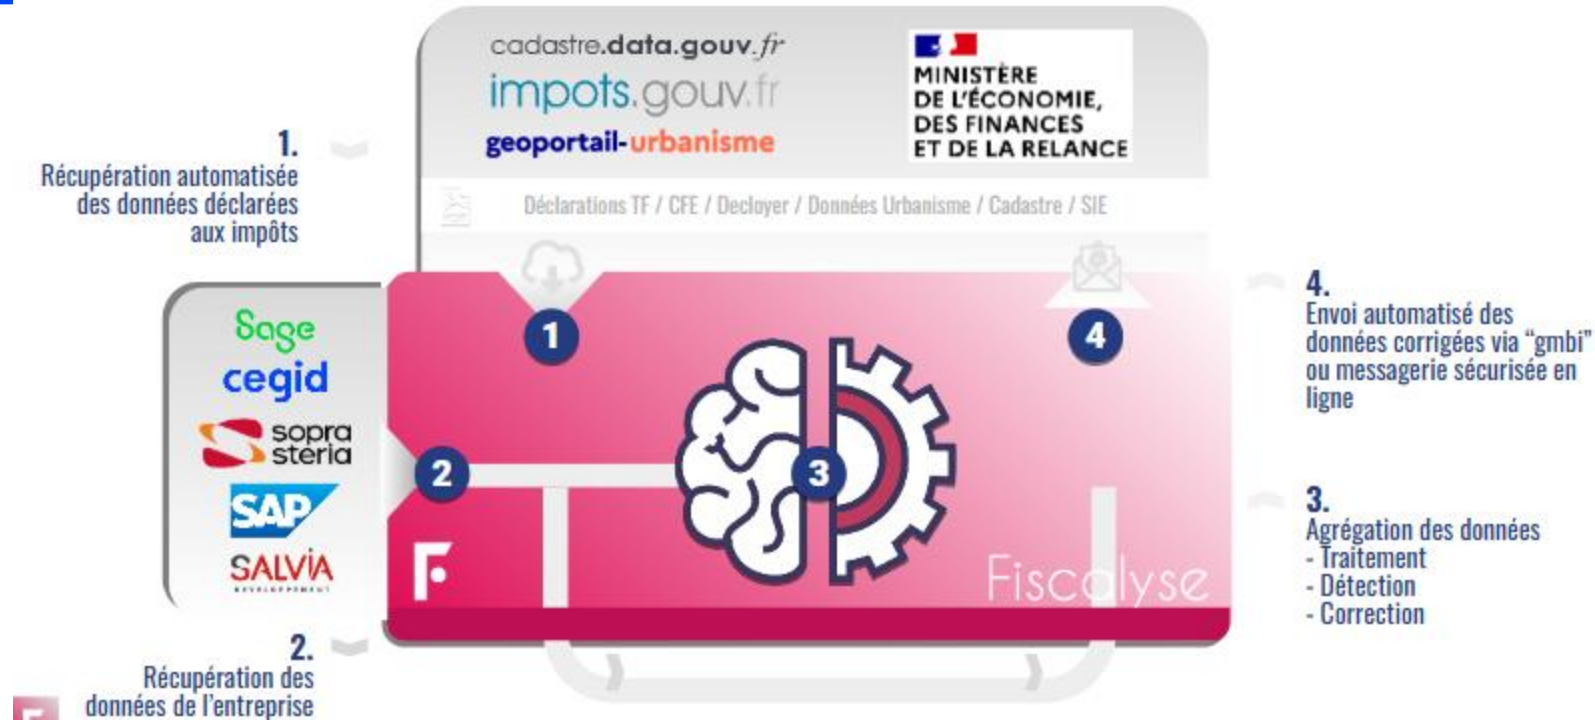 cadastre.data.gouv.fr
impots.gouv.fr
geoportail-urbanisme
MINISTÈRE
DE L'ÉCONOMIE,
DES FINANCES
ET DE LA RELANCE
1.
Récupération automatisée
des données déclarées
aux impôts
Déclarations TF / CFE / Decloyer / Données Urbanisme / Cadastre / SIE
1
4
4.
Envoi automatisé des
données corrigées via “gmbi”
ou messagerie sécurisée en
ligne
Sage
cegid
sopra
steria
SAP
SALVIA
DEVELOPPEMENT
2
3
F
Fiscalyse
3.
Agrégation des données
- Traitement
- Détection
- Correction
2.
Récupération des
données de l'entreprise
F